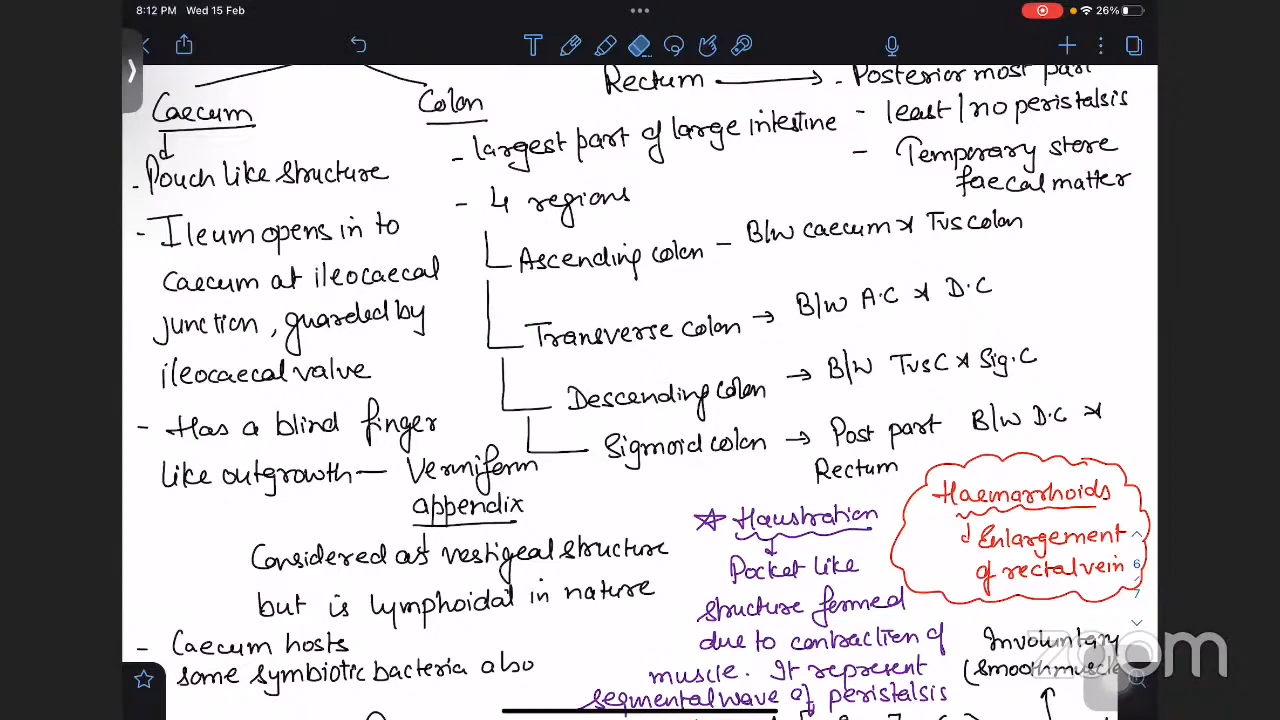 8:12 PM Wed 15 Feb
26%
Caecum
Pouch like structure
- Ileum opens in to
caecum at ileocaecal
junction, guarded by
ileocaecal valve
- Has a blind finger
like outgrowth — Vermiform
appendix
Considered as vestigeal structure
but is lymphoidal in nature
- Caecum hosts
some symbiotic bacteria also
Colon
- largest part of large intestine
- 4 regions
Ascending colon - B/w caecum & Tvs colon
Transverse colon → B/w A.C & D.C
Descending colon → B/W Tvs C & Sig.C
Sigmoid colon → Post part B/w D.C &
Rectum
Rectum → - Posterior most part
- least/no peristalsis
- Temporary store
faecal matter
Haemarrhoids
Enlargement
of rectal vein
Haustration
Pocket like
structure formed
due to contraction of
muscle. It represent
segmental wave of peristalsis
Involuntary
(smooth muscle
6
7
zoom